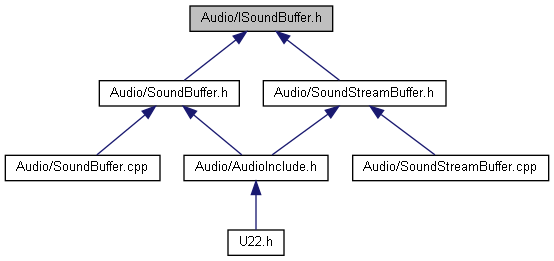 Audio/ISoundBuffer.h
Audio/SoundBuffer.h
Audio/SoundStreamBuffer.h
Audio/SoundBuffer.cpp
Audio/AudioInclude.h
Audio/SoundStreamBuffer.cpp
U22.h